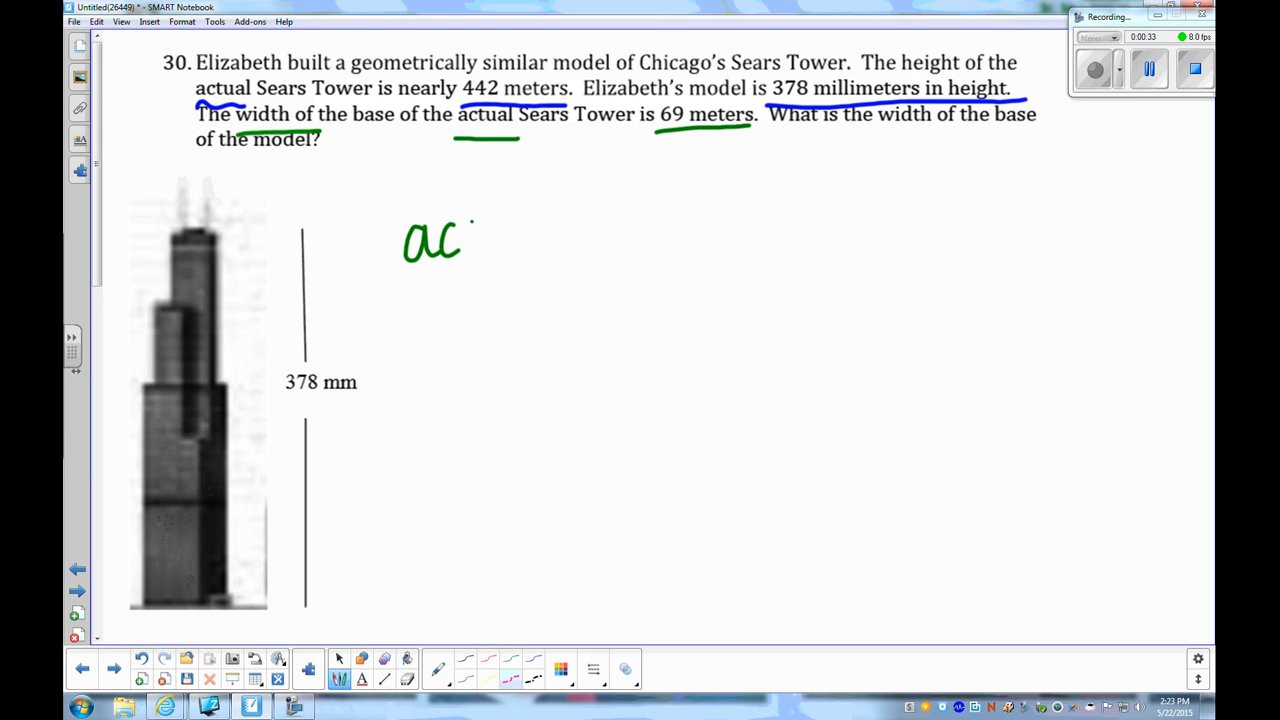 Untitled(26449) * - SMART Notebook
File Edit View Insert Format Tools Add-ons Help
Recording...
Menu
0:00:33
8.0 fps
30. Elizabeth built a geometrically similar model of Chicago's Sears Tower. The height of the
actual Sears Tower is nearly 442 meters. Elizabeth's model is 378 millimeters in height.
The width of the base of the actual Sears Tower is 69 meters. What is the width of the base
of the model?
ac
378 mm
2:23 PM
5/22/2015